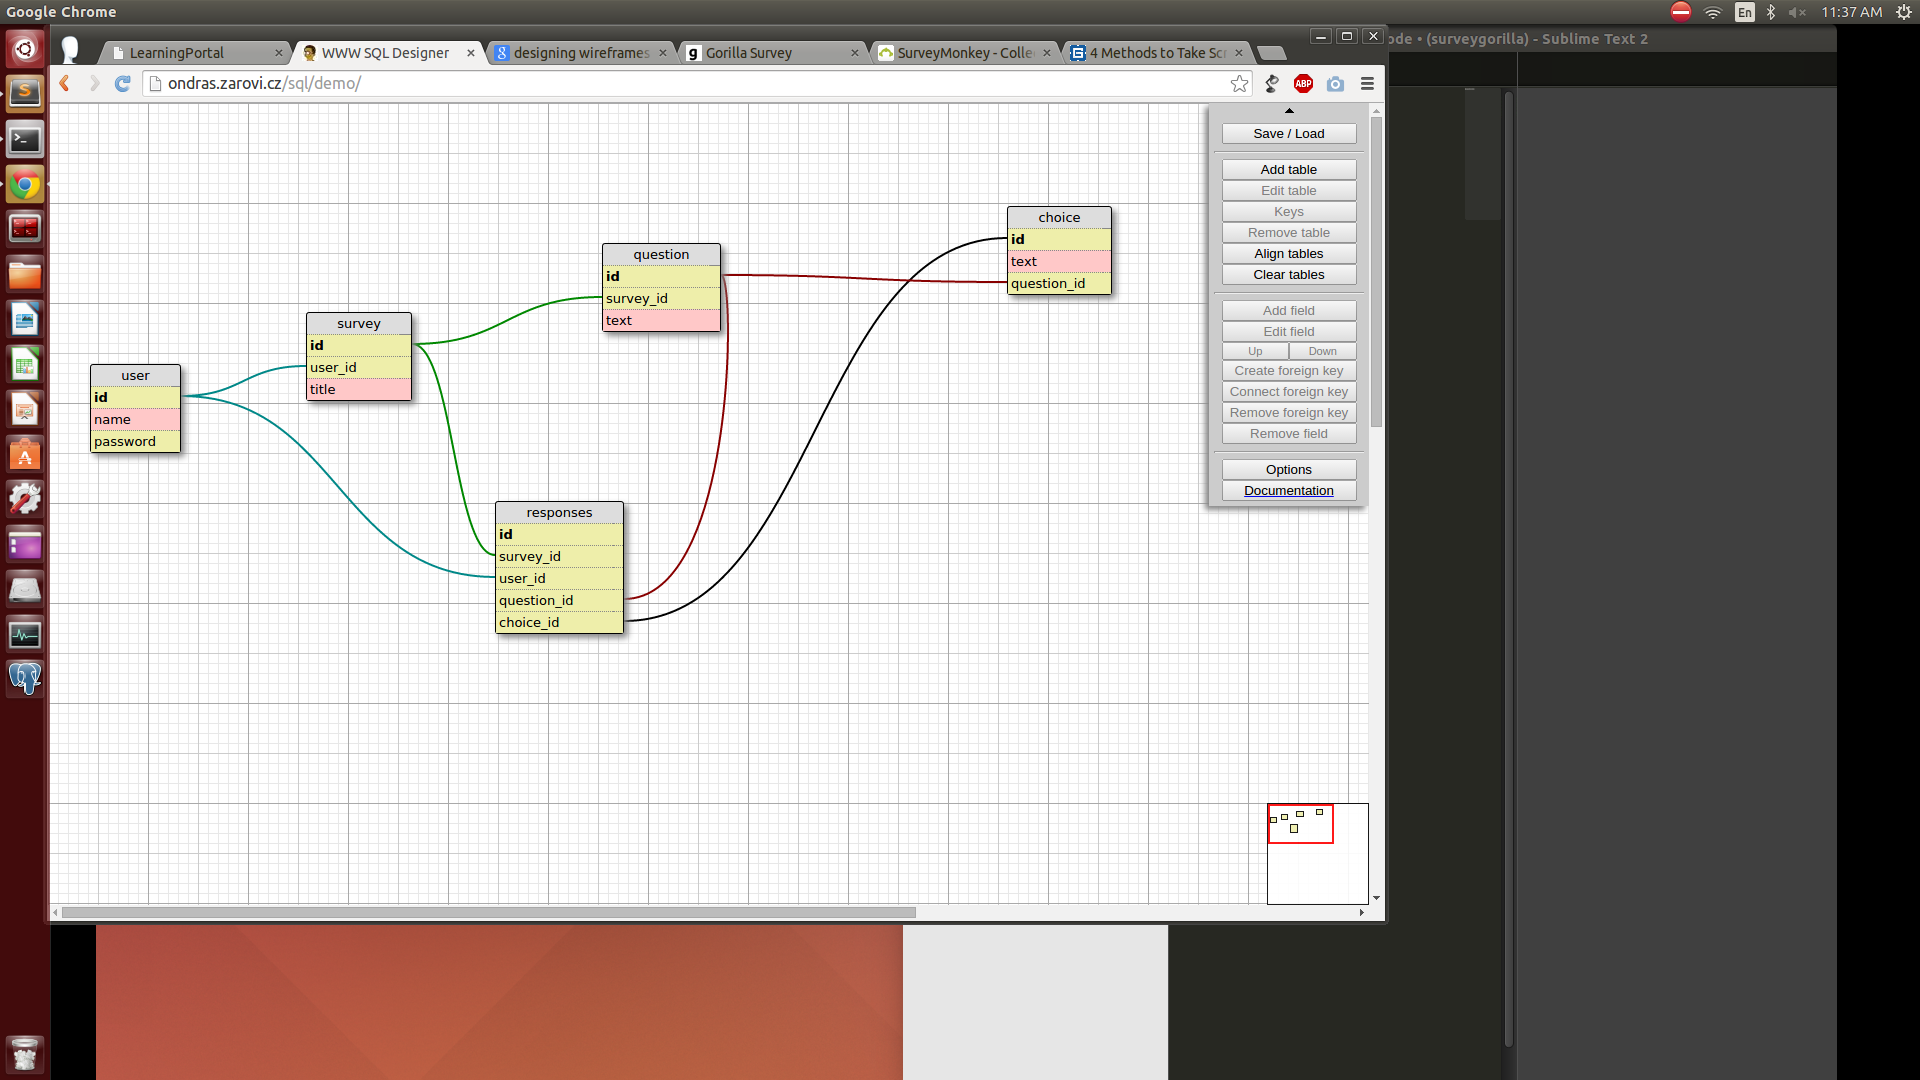 Google Chrome
En
11:37 AM
ode • (surveygorilla) - Sublime Text 2
LearningPortal
WWW SQL Designer
designing wireframes
Gorilla Survey
SurveyMonkey - Colle
4 Methods to Take Scr
ondras.zarovi.cz/sql/demo/
ABP
Save / Load
Add table
Edit table
Keys
Remove table
Align tables
Clear tables
Add field
Edit field
Up
Down
Create foreign key
Connect foreign key
Remove foreign key
Remove field
Options
Documentation
choice
id
text
question_id
question
id
survey_id
text
survey
id
user_id
title
user
id
name
password
responses
id
survey_id
user_id
question_id
choice_id